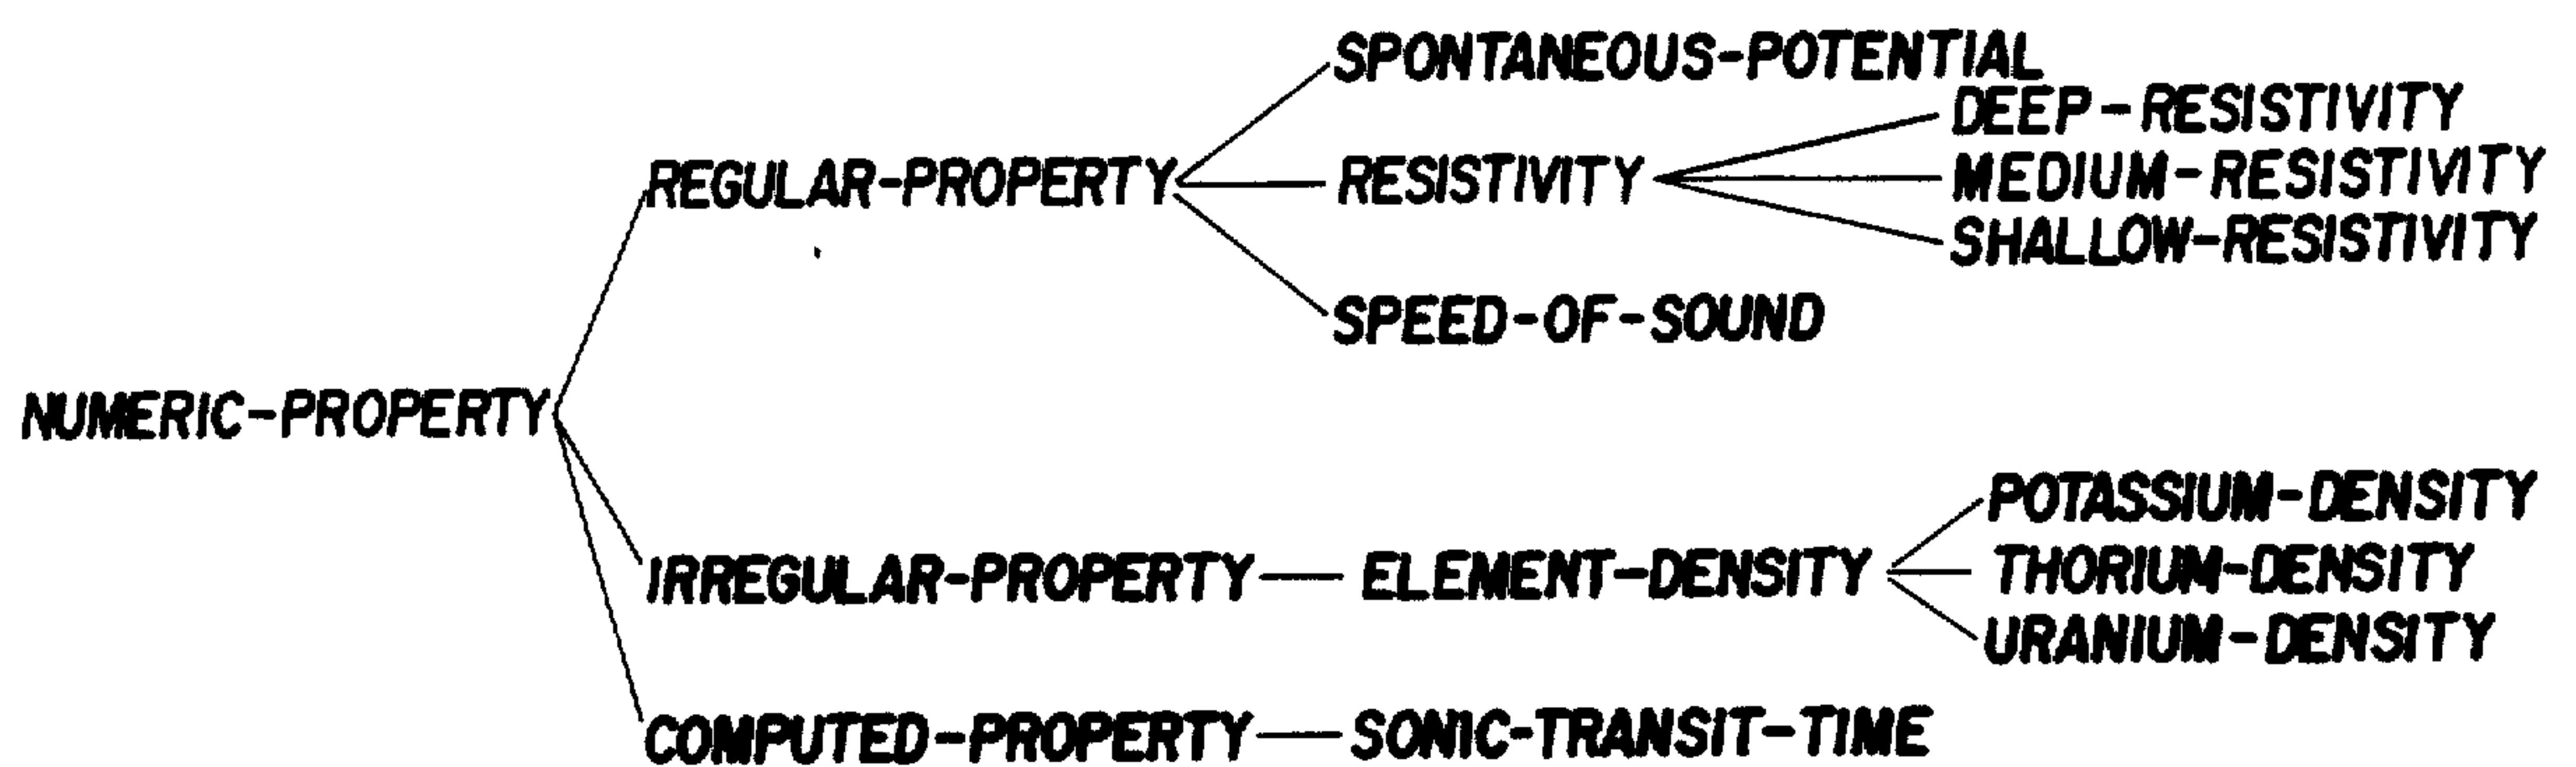 SPONTANEOUS-POTENTIAL
DEEP-RESISTIVITY
REGULAR-PROPERTY
RESISTIVITY
MEDIUM-RESISTIVITY
SHALLOW-RESISTIVITY
SPEED-OF-SOUND
NUMERIC-PROPERTY
POTASSIUM-DENSITY
IRREGULAR-PROPERTY
ELEMENT-DENSITY
THORIUM-DENSITY
URANIUM-DENSITY
COMPUTED-PROPERTY
SONIC-TRANSIT-TIME